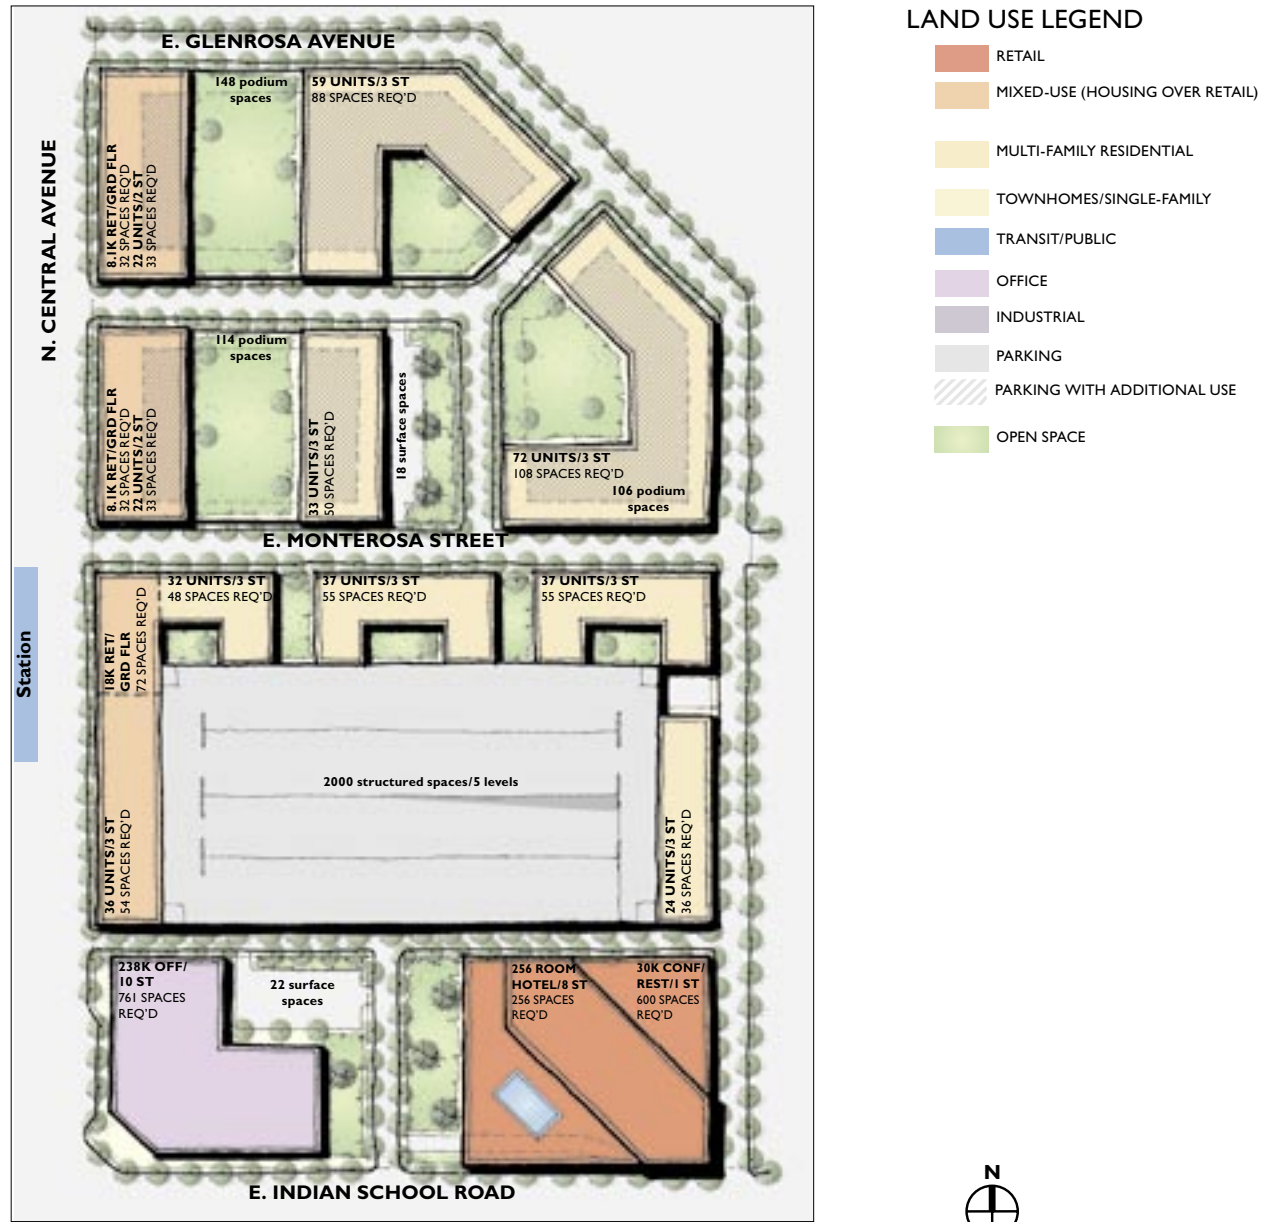 E. GLENROSA AVENUE
148 podium
spaces
59 UNITS/3 ST
88 SPACES REQ'D
8.1K RET/GRD FLR
32 SPACES REQ'D
22 UNITS/2 ST
33 SPACES REQ'D
N. CENTRAL AVENUE
114 podium
spaces
8.1K RET/GRD FLR
32 SPACES REQ'D
22 UNITS/2 ST
33 SPACES REQ'D
33 UNITS/3 ST
50 SPACES REQ'D
18 surface spaces
72 UNITS/3 ST
108 SPACES REQ'D
106 podium
spaces
E. MONTEROSA STREET
32 UNITS/3 ST
48 SPACES REQ'D
37 UNITS/3 ST
55 SPACES REQ'D
37 UNITS/3 ST
55 SPACES REQ'D
18K RET/
GRD FLR
72 SPACES REQ'D
Station
2000 structured spaces/5 levels
36 UNITS/3 ST
54 SPACES REQ'D
24 UNITS/3 ST
36 SPACES REQ'D
238K OFF/
10 ST
761 SPACES
REQ'D
22 surface
spaces
256 ROOM
HOTEL/8 ST
256 SPACES
REQ'D
30K CONF/
REST/1 ST
600 SPACES
REQ'D
E. INDIAN SCHOOL ROAD
LAND USE LEGEND
RETAIL
MIXED-USE (HOUSING OVER RETAIL)
MULTI-FAMILY RESIDENTIAL
TOWNHOMES/SINGLE-FAMILY
TRANSIT/PUBLIC
OFFICE
INDUSTRIAL
PARKING
PARKING WITH ADDITIONAL USE
OPEN SPACE
N